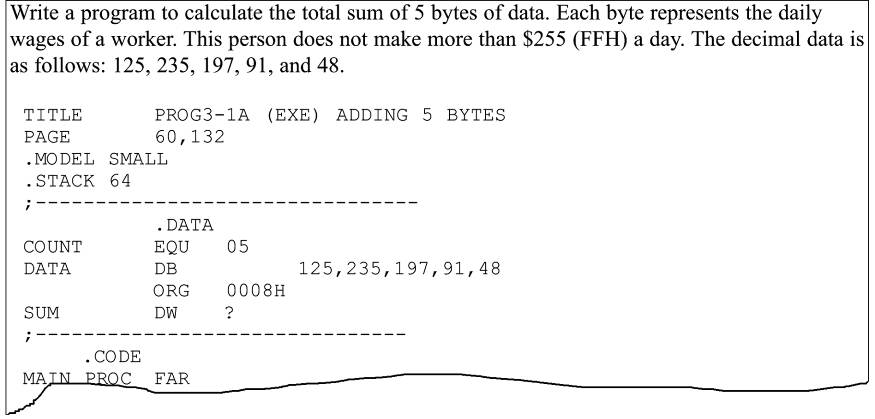 Write a program to calculate the total sum of 5 bytes of data. Each byte represents the daily
wages of a worker. This person does not make more than $255 (FFH) a day. The decimal data is
as follows: 125, 235, 197, 91, and 48.
TITLE PROG3-1A (EXE) ADDING 5 BYTES
PAGE 60,132
.MODEL SMALL
.STACK 64
;--------------------------------
.DATA
COUNT EQU 05
DATA DB 125,235,197,91,48
ORG 0008H
SUM DW ?
;-------------------------------
.CODE
MAIN PROC FAR